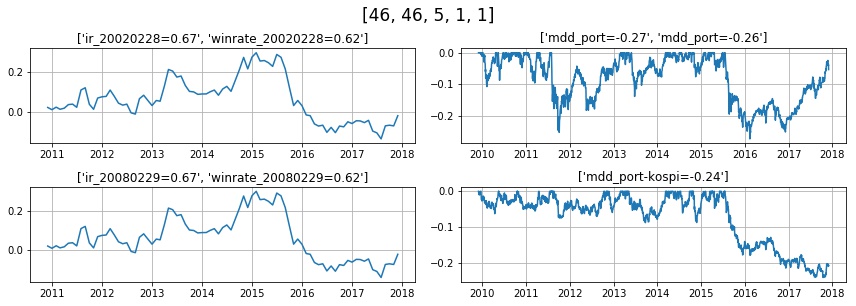 [46, 46, 5, 1, 1]
['ir_20020228=0.67', 'winrate_20020228=0.62']
0.2
0.0
2011 2012 2013 2014 2015 2016 2017 2018
['mdd_port=-0.27', 'mdd_port=-0.26']
0.0
−0.1
−0.2
2010 2011 2012 2013 2014 2015 2016 2017 2018
['ir_20080229=0.67', 'winrate_20080229=0.62']
0.2
0.0
2011 2012 2013 2014 2015 2016 2017 2018
['mdd_port-kospi=-0.24']
0.0
−0.1
−0.2
2010 2011 2012 2013 2014 2015 2016 2017 2018